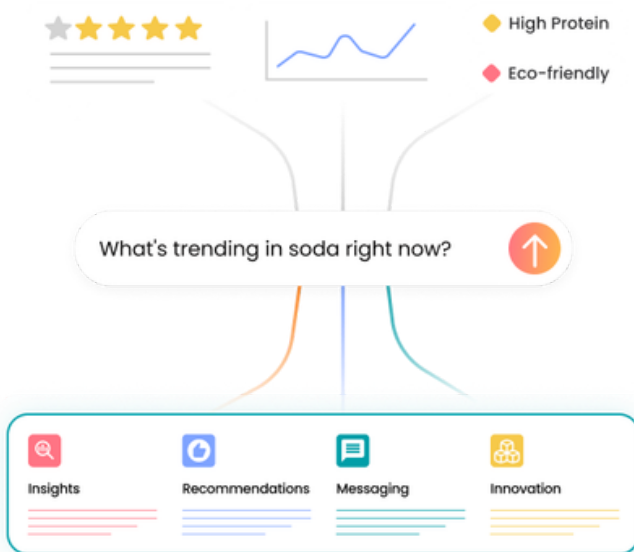 High Protein
Eco-friendly
What's trending in soda right now?
Insights
Recommendations
Messaging
Innovation